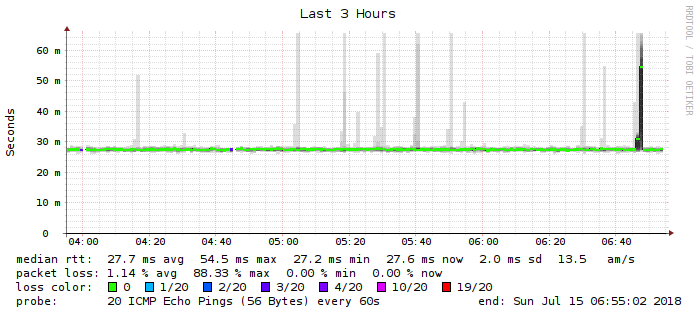 Last 3 Hours
RRDTOOL / TOBI OETIKER
Seconds
60 m
50 m
40 m
30 m
20 m
10 m
0
04:00 04:20 04:40 05:00 05:20 05:40 06:00 06:20 06:40
median rtt: 27.7 ms avg 54.5 ms max 27.2 ms min 27.6 ms now 2.0 ms sd 13.5 am/s
packet loss: 1.14 % avg 88.33 % max 0.00 % min 0.00 % now
loss color: 0 1/20 2/20 3/20 4/20 10/20 19/20
probe: 20 ICMP Echo Pings (56 Bytes) every 60s end: Sun Jul 15 06:55:02 2018